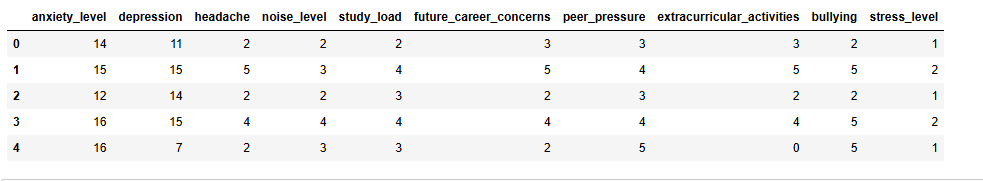 anxiety_level depression headache noise_level study_load future_career_concerns peer_pressure extracurricular_activities bullying stress_level
0 14 11 2 2 2 3 3 3 2 1
1 15 15 5 3 4 5 4 5 5 2
2 12 14 2 2 3 2 3 2 2 1
3 16 15 4 4 4 4 4 4 5 2
4 16 7 2 3 3 2 5 0 5 1